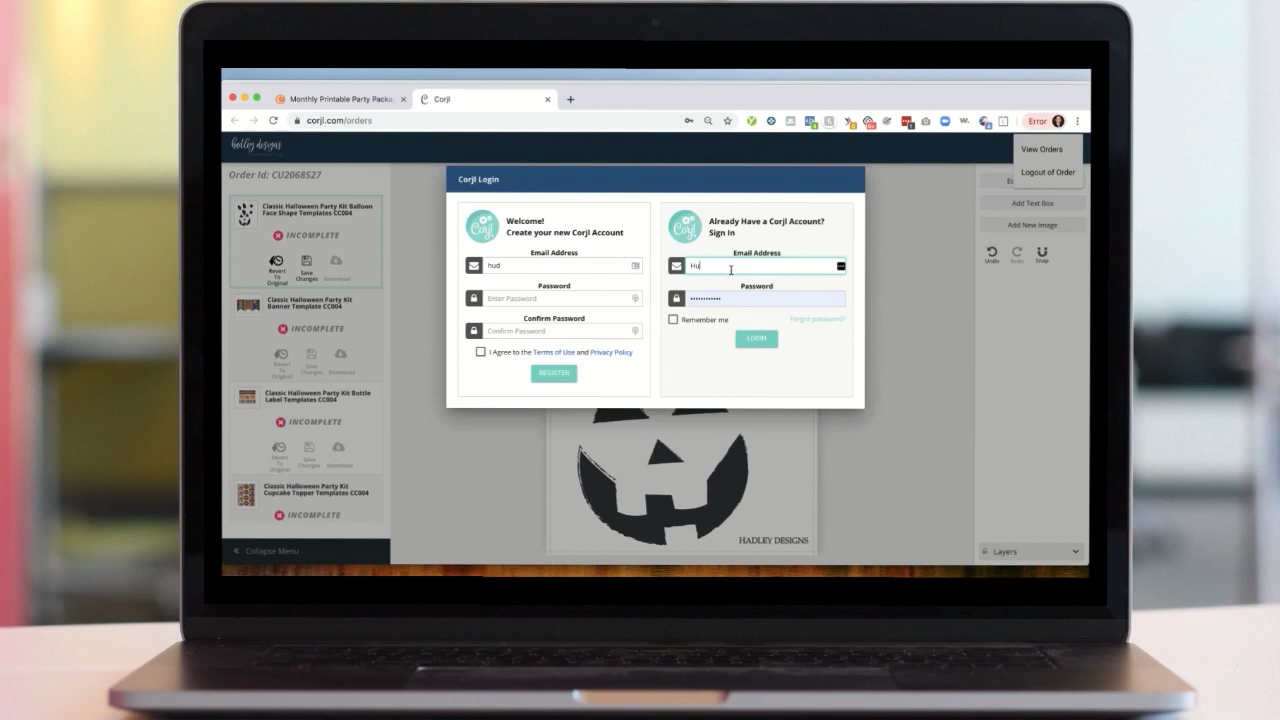 Monthly Printable Party Packa
Corjl
corjl.com/orders
Error
hadley designs
View Orders
Logout of Order
Order Id: CU2068527
Classic Halloween Party Kit Balloon
Face Shape Templates CC004
INCOMPLETE
Revert
To
Original
Save
Changes
Download
Classic Halloween Party Kit
Banner Template CC004
INCOMPLETE
Revert
To
Original
Save
Changes
Download
Classic Halloween Party Kit Bottle
Label Templates CC004
INCOMPLETE
Revert
To
Original
Save
Changes
Download
Classic Halloween Party Kit
Cupcake Topper Templates CC004
INCOMPLETE
Collapse Menu
Corjl Login
Corjl
Welcome!
Create your new Corjl Account
Email Address
hud
Password
Enter Password
Confirm Password
Confirm Password
I Agree to the Terms of Use and Privacy Policy
REGISTER
Corjl
Already Have a Corjl Account?
Sign In
Email Address
Hu
Password
Remember me
Forgot password?
LOGIN
HADLEY DESIGNS
Add Text Box
Add New Image
Undo
Redo
Snap
Layers